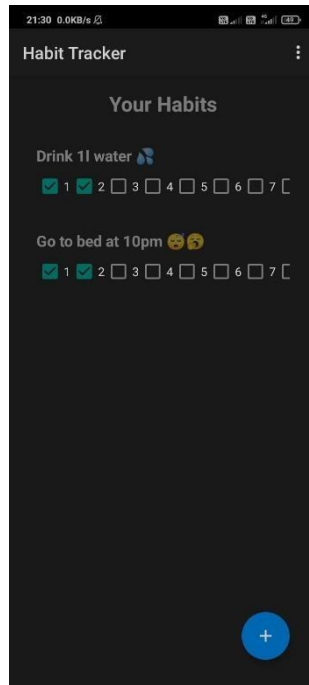 21:30 0.0KB/s
49
Habit Tracker
Your Habits
Drink 1l water 💦
1 2 3 4 5 6 7
Go to bed at 10pm 😴🥱
1 2 3 4 5 6 7
+